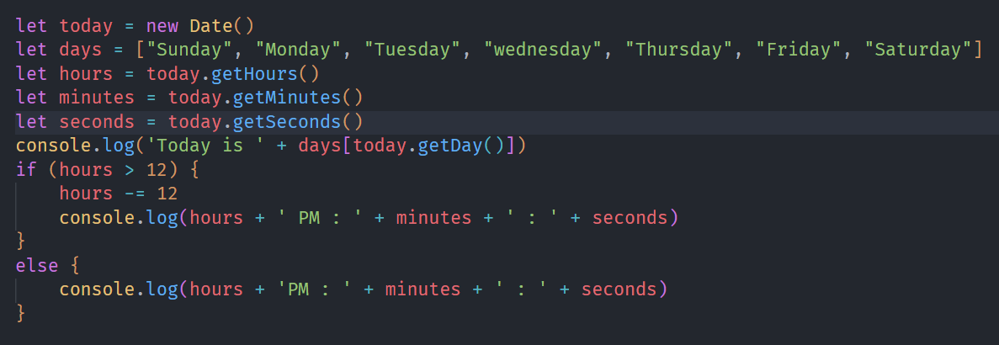 let today = new Date()
let days = ["Sunday", "Monday", "Tuesday", "wednesday", "Thursday", "Friday", "Saturday"]
let hours = today.getHours()
let minutes = today.getMinutes()
let seconds = today.getSeconds()
console.log('Today is ' + days[today.getDay()])
if (hours > 12) {
    hours -= 12
    console.log(hours + ' PM : ' + minutes + ' : ' + seconds)
}
else {
    console.log(hours + 'PM : ' + minutes + ' : ' + seconds)
}